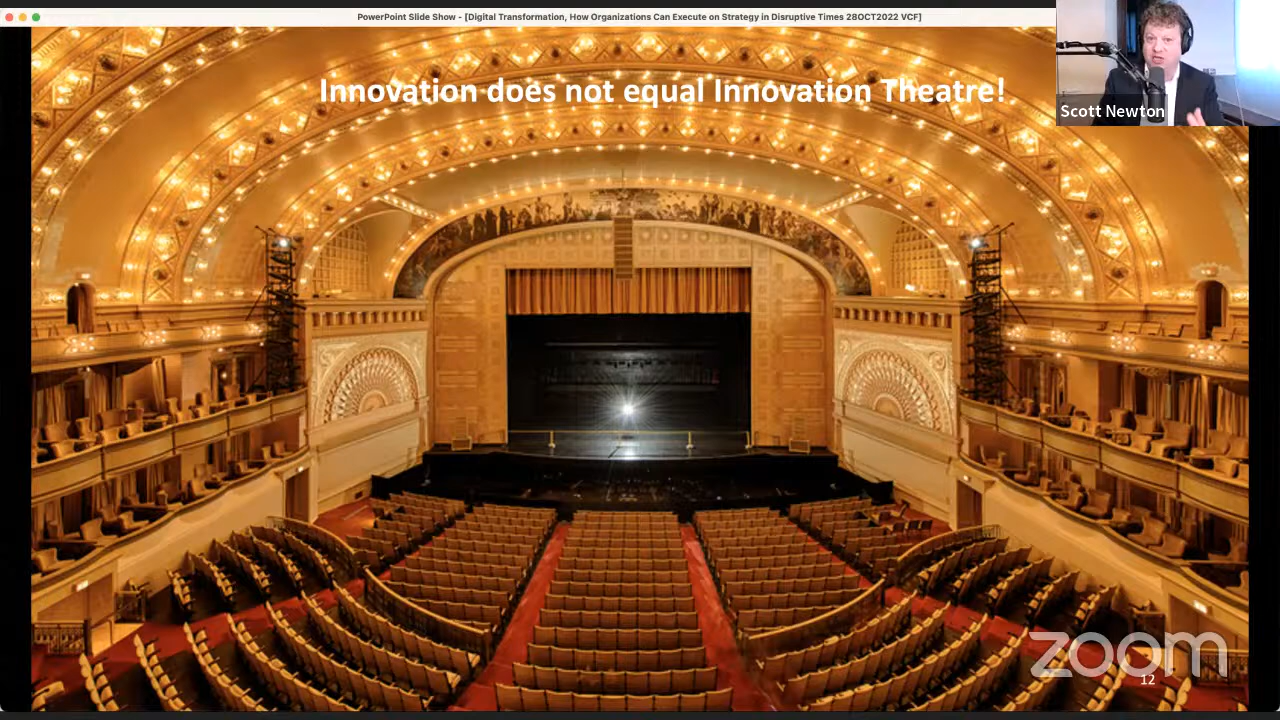 PowerPoint Slide Show - [Digital Transformation, How Organizations Can Execute on Strategy in Disruptive Times 28OCT2022 VCF]
Innovation does not equal Innovation Theatre!
Scott Newton
zoom
12